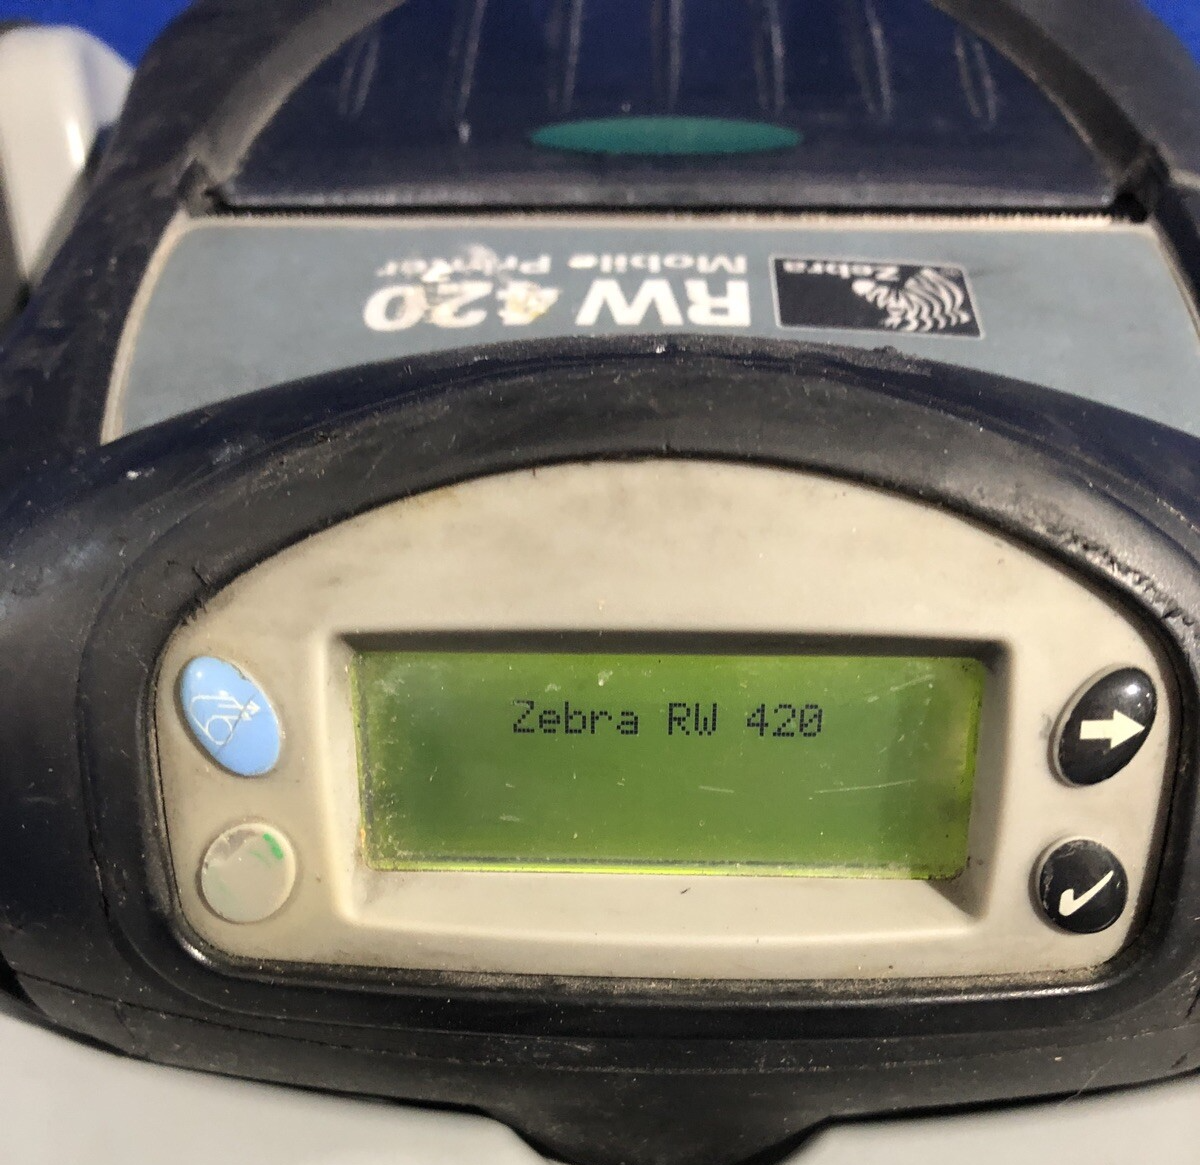 Zebra
RW 420
Mobile Printer
Zebra RW 420